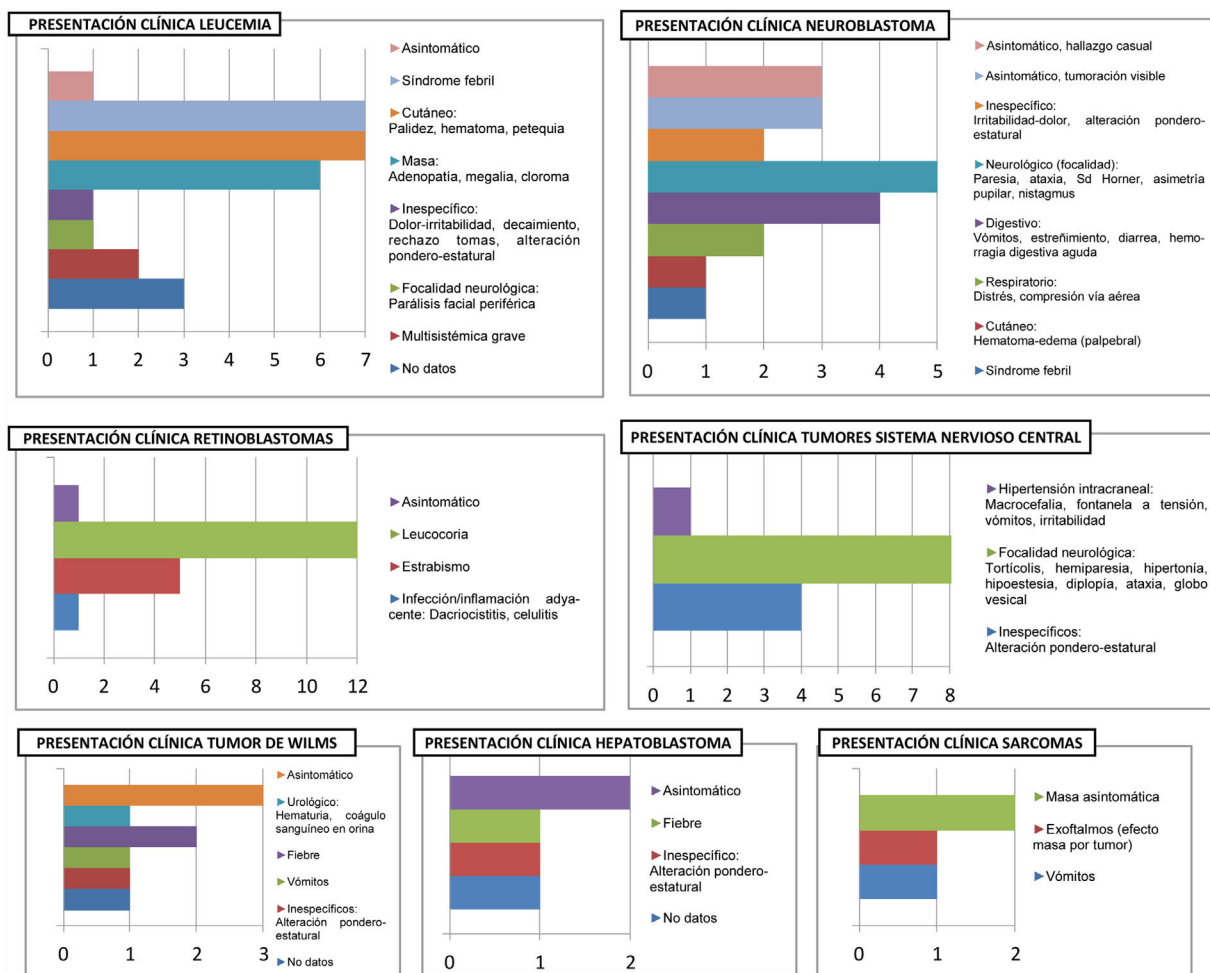 PRESENTACIÓN CLÍNICA LEUCEMIA
▶Asintomático
▶Síndrome febril
▶Cutáneo:
Palidez, hematoma, petequia
▶Masa:
Adenopatía, megalia, cloroma
▶Inespecífico:
Dolor-irritabilidad, decaimiento,
rechazo tomas, alteración
pondero-estatural
▶Focalidad neurológica:
Parálisis facial periférica
▶Multisistémica grave
▶No datos
0 1 2 3 4 5 6 7
PRESENTACIÓN CLÍNICA NEUROBLASTOMA
▶Asintomático, hallazgo casual
▶Asintomático, tumoración visible
▶Inespecífico:
Irritabilidad-dolor, alteración pondero-
estatural
▶Neurológico (focalidad):
Paresia, ataxia, Sd Horner, asimetría
pupilar, nistagmus
▶Digestivo:
Vómitos, estreñimiento, diarrea, hemo-
rragia digestiva aguda
▶Respiratorio:
Distrés, compresión vía aérea
▶Cutáneo:
Hematoma-edema (palpebral)
▶Síndrome febril
0 1 2 3 4 5
PRESENTACIÓN CLÍNICA RETINOBLASTOMAS
▶Asintomático
▶Leucocoria
▶Estrabismo
▶Infección/inflamación adya-
cente: Dacriocistitis, celulitis
0 2 4 6 8 10 12
PRESENTACIÓN CLÍNICA TUMORES SISTEMA NERVIOSO CENTRAL
▶Hipertensión intracraneal:
Macrocefalia, fontanela a tensión,
vómitos, irritabilidad
▶Focalidad neurológica:
Tortícolis, hemiparesia, hipertonía,
hipoestesia, diplopía, ataxia, globo
vesical
▶Inespecíficos:
Alteración pondero-estatural
0 1 2 3 4 5 6 7 8
PRESENTACIÓN CLÍNICA TUMOR DE WILMS
▶Asintomático
▶Urológico:
Hematuria, coágulo
sanguíneo en orina
▶Fiebre
▶Vómitos
▶Inespecíficos:
Alteración pondero-
estatural
▶No datos
0 1 2 3
PRESENTACIÓN CLÍNICA HEPATOBLASTOMA
▶Asintomático
▶Fiebre
▶Inespecífico:
Alteración pondero-
estatural
▶No datos
0 1 2
PRESENTACIÓN CLÍNICA SARCOMAS
▶Masa asintomática
▶Exoftalmos (efecto
masa por tumor)
▶Vómitos
0 1 2